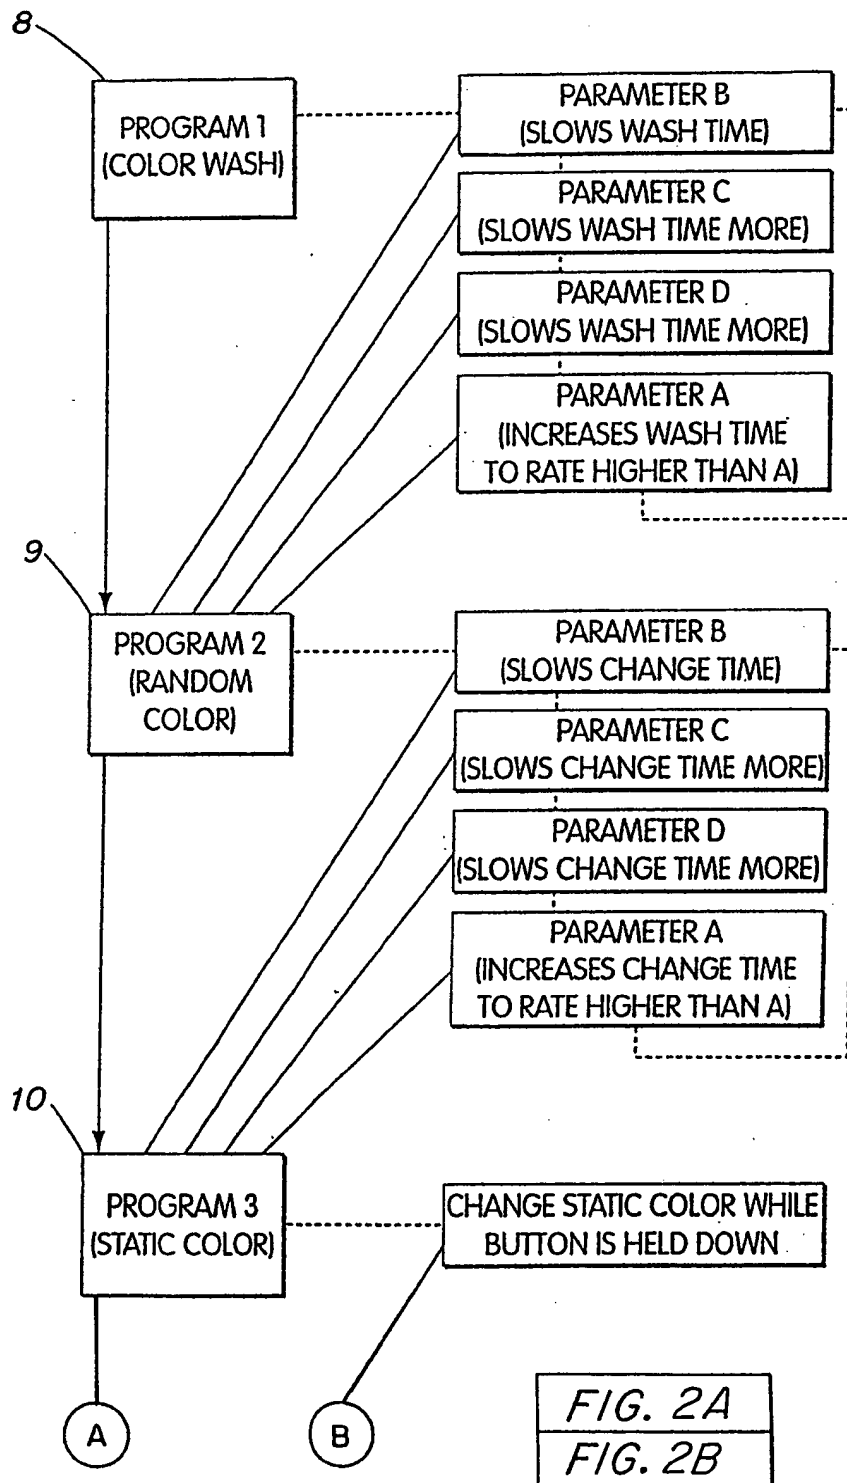 8
PROGRAM 1
(COLOR WASH)
PARAMETER B
(SLOWS WASH TIME)
PARAMETER C
(SLOWS WASH TIME MORE)
PARAMETER D
(SLOWS WASH TIME MORE)
PARAMETER A
(INCREASES WASH TIME
TO RATE HIGHER THAN A)
9
PROGRAM 2
(RANDOM
COLOR)
PARAMETER B
(SLOWS CHANGE TIME)
PARAMETER C
(SLOWS CHANGE TIME MORE)
PARAMETER D
(SLOWS CHANGE TIME MORE)
PARAMETER A
(INCREASES CHANGE TIME
TO RATE HIGHER THAN A)
10
PROGRAM 3
(STATIC COLOR)
CHANGE STATIC COLOR WHILE
BUTTON IS HELD DOWN
A
B
FIG. 2A
FIG. 2B